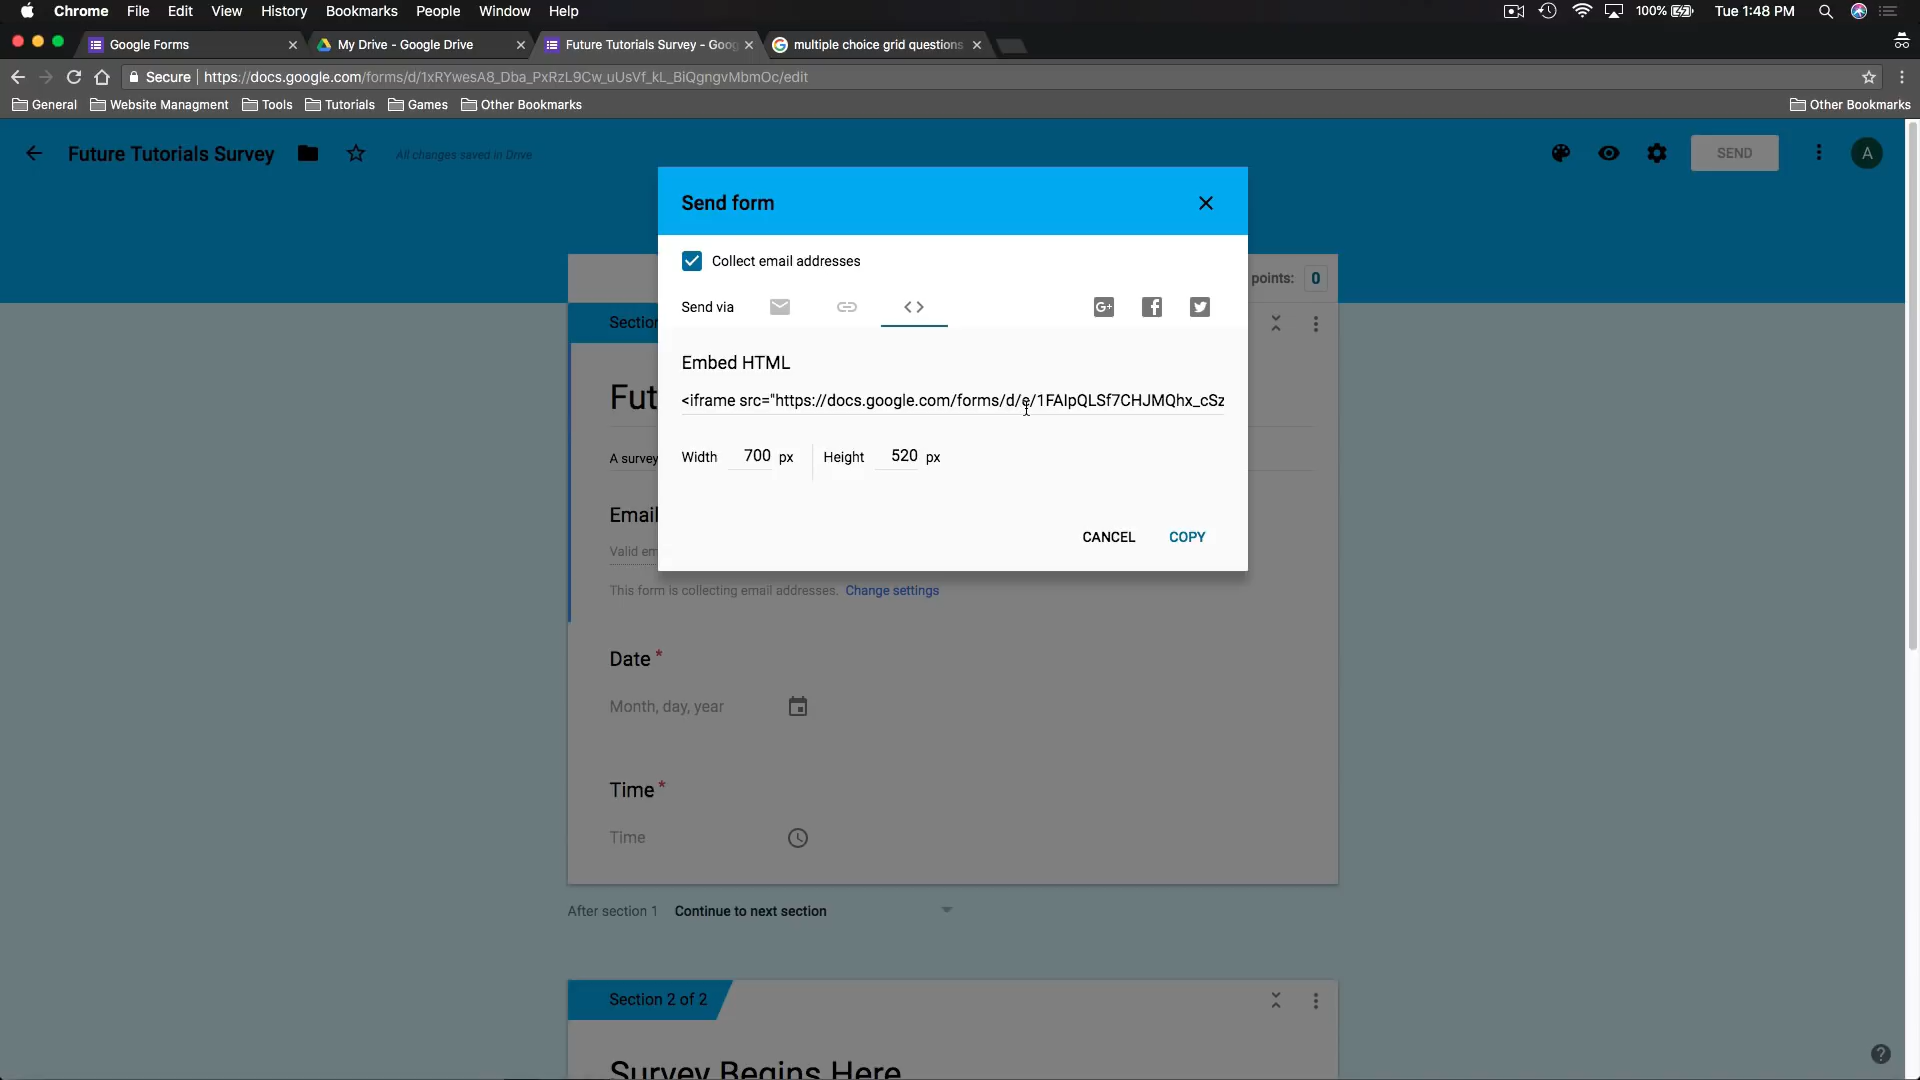 Chrome File Edit View History Bookmarks People Window Help 100% Tue 1:48 PM
Google Forms My Drive - Google Drive Future Tutorials Survey - Goog multiple choice grid questions
Secure https://docs.google.com/forms/d/1xRYwesA8_Dba_PxRzL9Cw_uUsVf_kL_BiQgngvMbmOc/edit
General Website Managment Tools Tutorials Games Other Bookmarks Other Bookmarks
Future Tutorials Survey All changes saved in Drive SEND A
Send form
Collect email addresses
points: 0
Send via G+
Section
Embed HTML
Fut
<iframe src="https://docs.google.com/forms/d/e/1FAIpQLSf7CHJMQhx_cSz
A survey
Width 700 px Height 520 px
Email
CANCEL COPY
Valid em
This form is collecting email addresses. Change settings
Date *
Month, day, year
Time *
Time
After section 1 Continue to next section
Section 2 of 2
Survey Begins Here